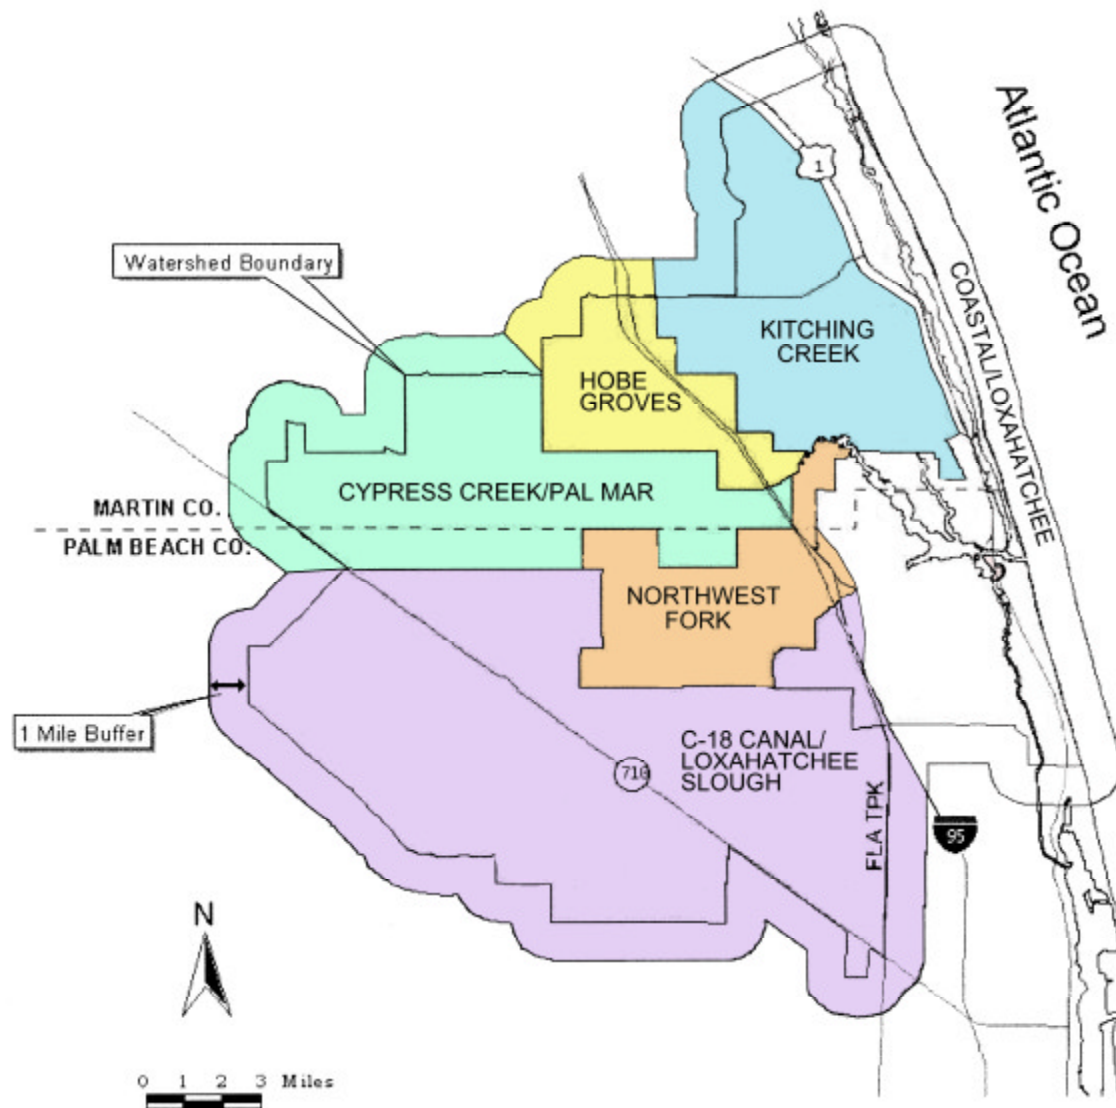 Atlantic Ocean
1
COASTAL/LOXAHATCHEE
Watershed Boundary
KITCHING
CREEK
HOBE
GROVES
CYPRESS CREEK/PAL MAR
MARTIN CO.
PALM BEACH CO.
NORTHWEST
FORK
1 Mile Buffer
C-18 CANAL/
LOXAHATCHEE
SLOUGH
710
FLA TPK
95
N
0 1 2 3 Miles